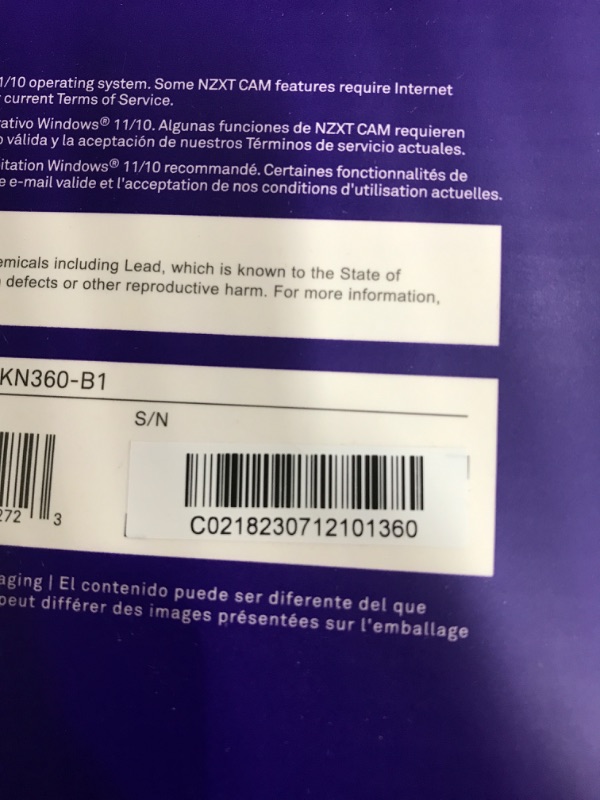 1/10 operating system. Some NZXT CAM features require Internet
current Terms of Service.
ativo Windows® 11/10. Algunas funciones de NZXT CAM requieren
válida y la aceptación de nuestros Términos de servicio actuales.
itation Windows® 11/10 recommandé. Certaines fonctionnalités de
e e-mail valide et l'acceptation de nos conditions d'utilisation actuelles.
emicals including Lead, which is known to the State of
defects or other reproductive harm. For more information,
KN360-B1
S/N
272 3
C0218230712101360
aging | El contenido puede ser diferente del que
peut différer des images présentées sur l'emballage